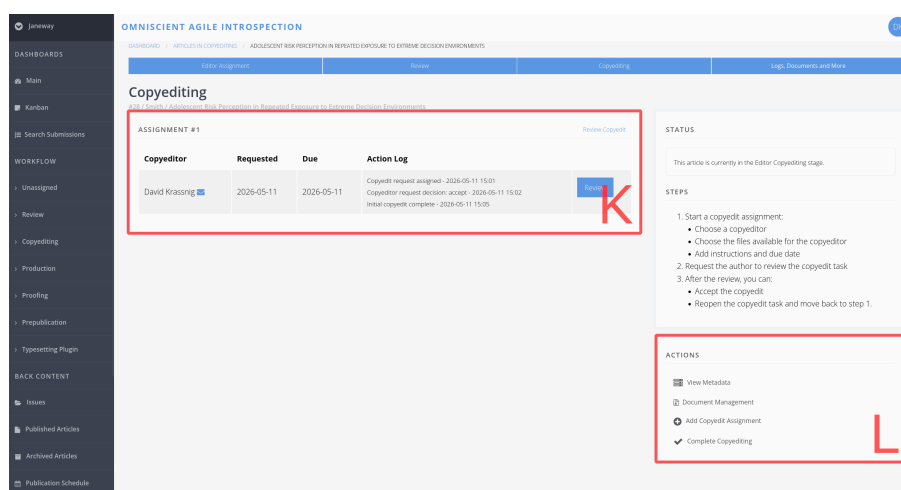 Janeway
DASHBOARDS
Main
Kanban
Search Submissions
WORKFLOW
Unassigned
Review
Copyediting
Production
Proofing
Prepublication
Typesetting Plugin
BACK CONTENT
Issues
Published Articles
Archived Articles
Publication Schedule
OMNISCIENT AGILE INTROSPECTION
DASHBOARD / ARTICLES IN COPYEDITING / ADOLESCENT RISK PERCEPTION IN REPEATED EXPOSURE TO EXTREME DECISION ENVIRONMENTS
Editor Assignment Review Copyediting Logs, Documents and More
Copyediting
#28 / Smith / Adolescent Risk Perception in Repeated Exposure to Extreme Decision Environments
ASSIGNMENT #1 Review Copyedit
Copyeditor Requested Due Action Log
David Krassnig 2026-05-11 2026-05-11
Copyedit request assigned - 2026-05-11 15:01
Copyeditor request decision: accept - 2026-05-11 15:02
Initial copyedit complete - 2026-05-11 15:05
Review
K
STATUS
This article is currently in the Editor Copyediting stage.
STEPS
1. Start a copyedit assignment:
• Choose a copyeditor
• Choose the files available for the copyeditor
• Add instructions and due date
2. Request the author to review the copyedit task
3. After the review, you can:
• Accept the copyedit
• Reopen the copyedit task and move back to step 1.
ACTIONS
View Metadata
Document Management
Add Copyedit Assignment
Complete Copyediting
L